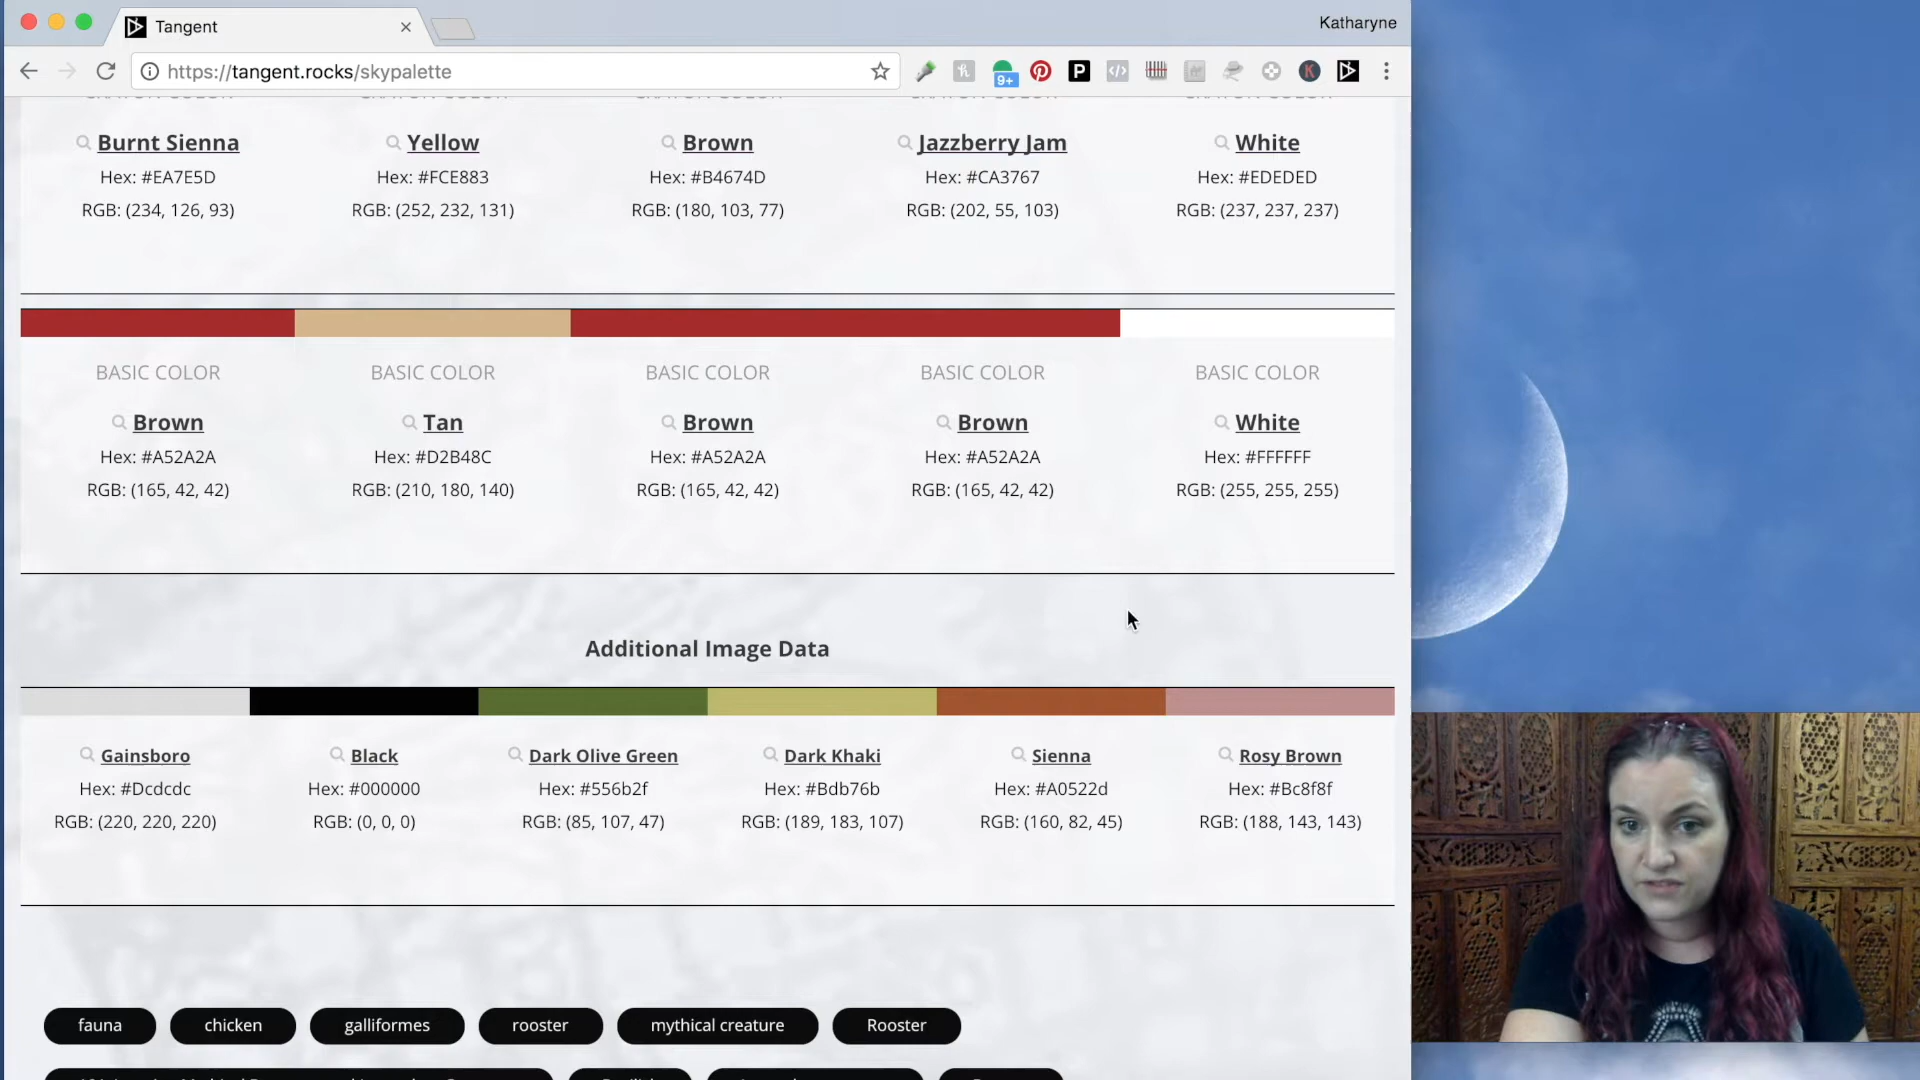 Tangent
Katharyne
https://tangent.rocks/skypalette
9+
Burnt Sienna
Hex: #EA7E5D
RGB: (234, 126, 93)
Yellow
Hex: #FCE883
RGB: (252, 232, 131)
Brown
Hex: #B4674D
RGB: (180, 103, 77)
Jazzberry Jam
Hex: #CA3767
RGB: (202, 55, 103)
White
Hex: #EDEDED
RGB: (237, 237, 237)
BASIC COLOR
Brown
Hex: #A52A2A
RGB: (165, 42, 42)
BASIC COLOR
Tan
Hex: #D2B48C
RGB: (210, 180, 140)
BASIC COLOR
Brown
Hex: #A52A2A
RGB: (165, 42, 42)
BASIC COLOR
Brown
Hex: #A52A2A
RGB: (165, 42, 42)
BASIC COLOR
White
Hex: #FFFFFF
RGB: (255, 255, 255)
Additional Image Data
Gainsboro
Hex: #Dcdcdc
RGB: (220, 220, 220)
Black
Hex: #000000
RGB: (0, 0, 0)
Dark Olive Green
Hex: #556b2f
RGB: (85, 107, 47)
Dark Khaki
Hex: #Bdb76b
RGB: (189, 183, 107)
Sienna
Hex: #A0522d
RGB: (160, 82, 45)
Rosy Brown
Hex: #Bc8f8f
RGB: (188, 143, 143)
fauna
chicken
galliformes
rooster
mythical creature
Rooster